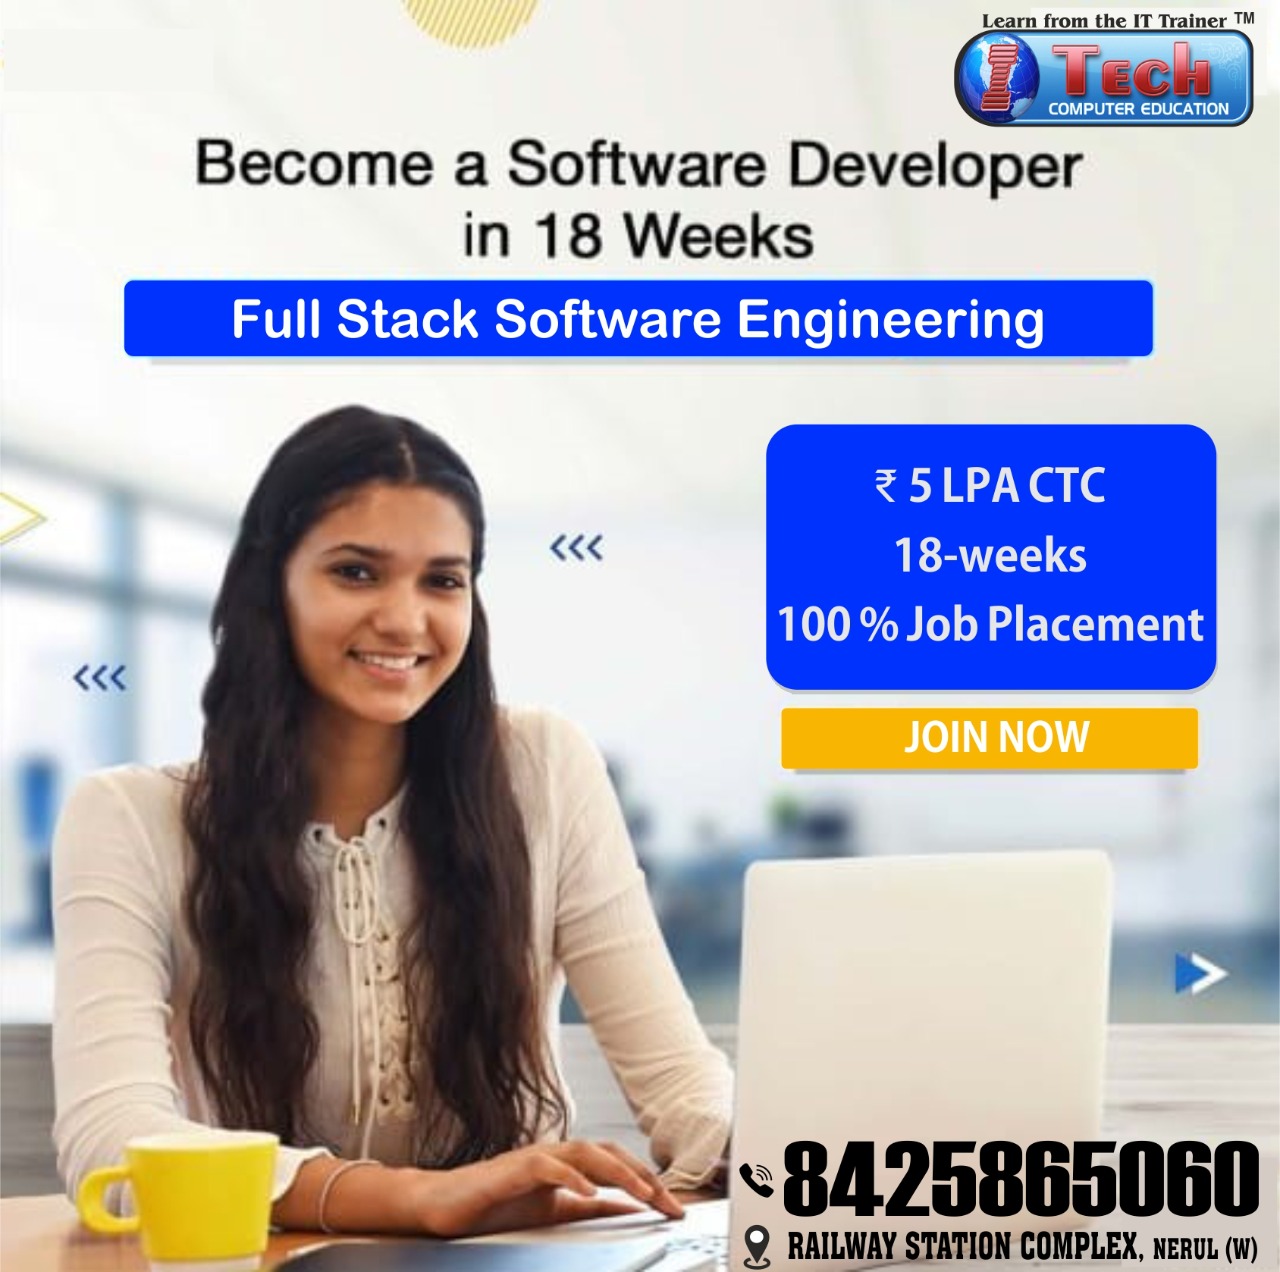 Learn from the IT Trainer ™
I TECH
COMPUTER EDUCATION
Become a Software Developer
in 18 Weeks
Full Stack Software Engineering
₹ 5 LPA CTC
18-weeks
100 % Job Placement
JOIN NOW
8425865060
RAILWAY STATION COMPLEX, NERUL (W)